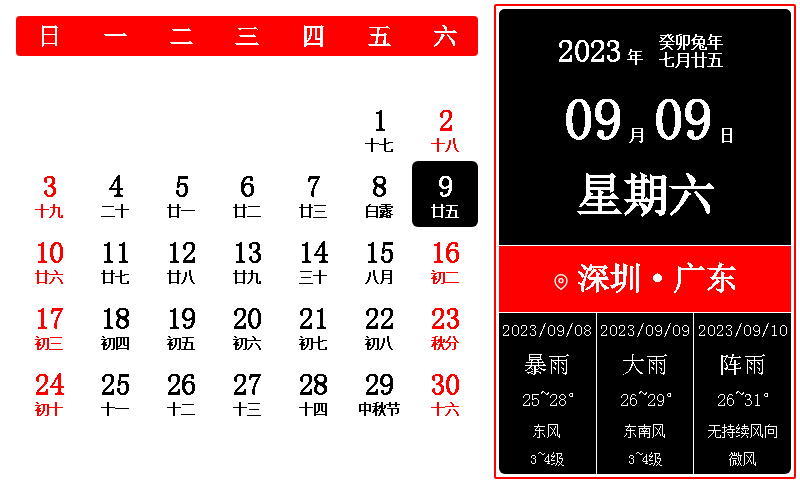 日 一 二 三 四 五 六
1 2
十七 十八
3 4 5 6 7 8 9
十九 二十 廿一 廿二 廿三 白露 廿五
10 11 12 13 14 15 16
廿六 廿七 廿八 廿九 三十 八月 初二
17 18 19 20 21 22 23
初三 初四 初五 初六 初七 初八 秋分
24 25 26 27 28 29 30
初十 十一 十二 十三 十四 中秋节 十六
2023 年
癸卯兔年
七月廿五
09 月 09 日
星期六
深圳·广东
2023/09/08 2023/09/09 2023/09/10
暴雨 大雨 阵雨
25~28° 26~29° 26~31°
东风 东南风 无持续风向
3~4级 3~4级 微风